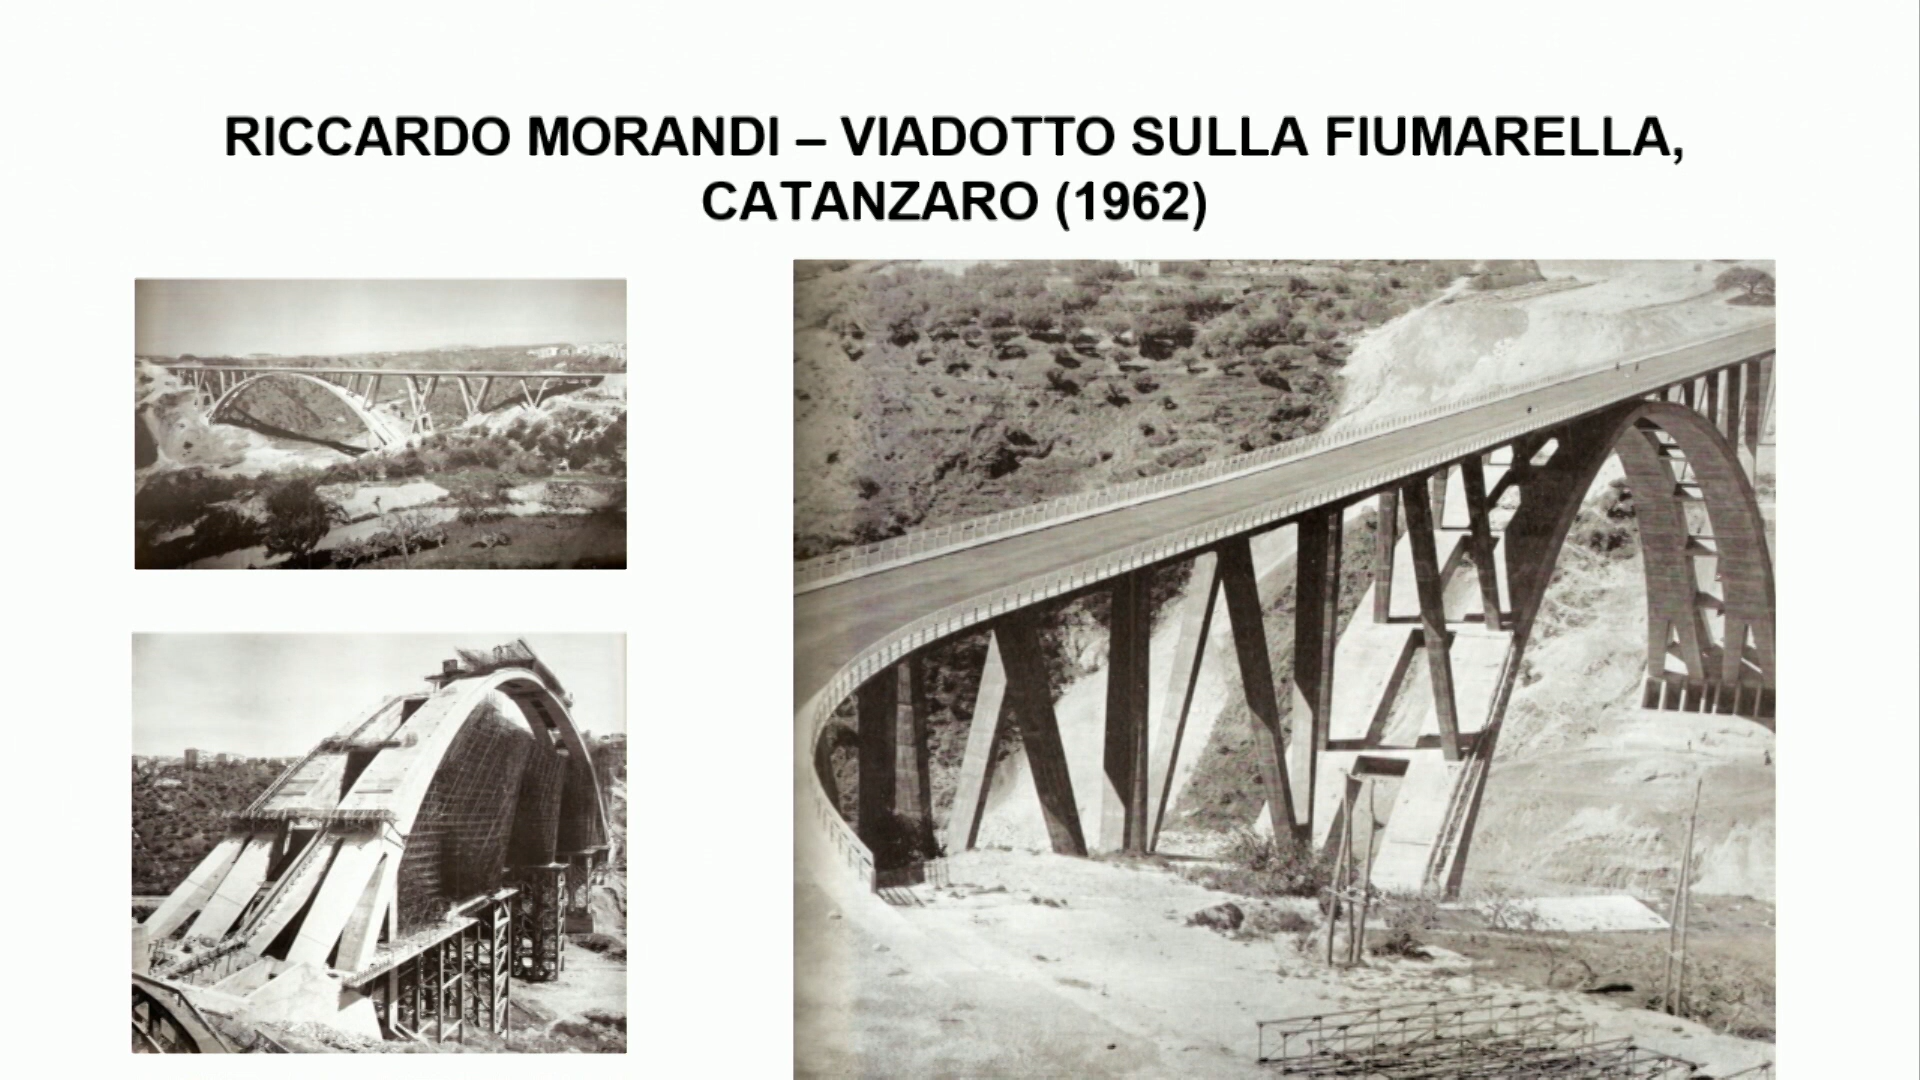 RICCARDO MORANDI – VIADOTTO SULLA FIUMARELLA,
CATANZARO (1962)